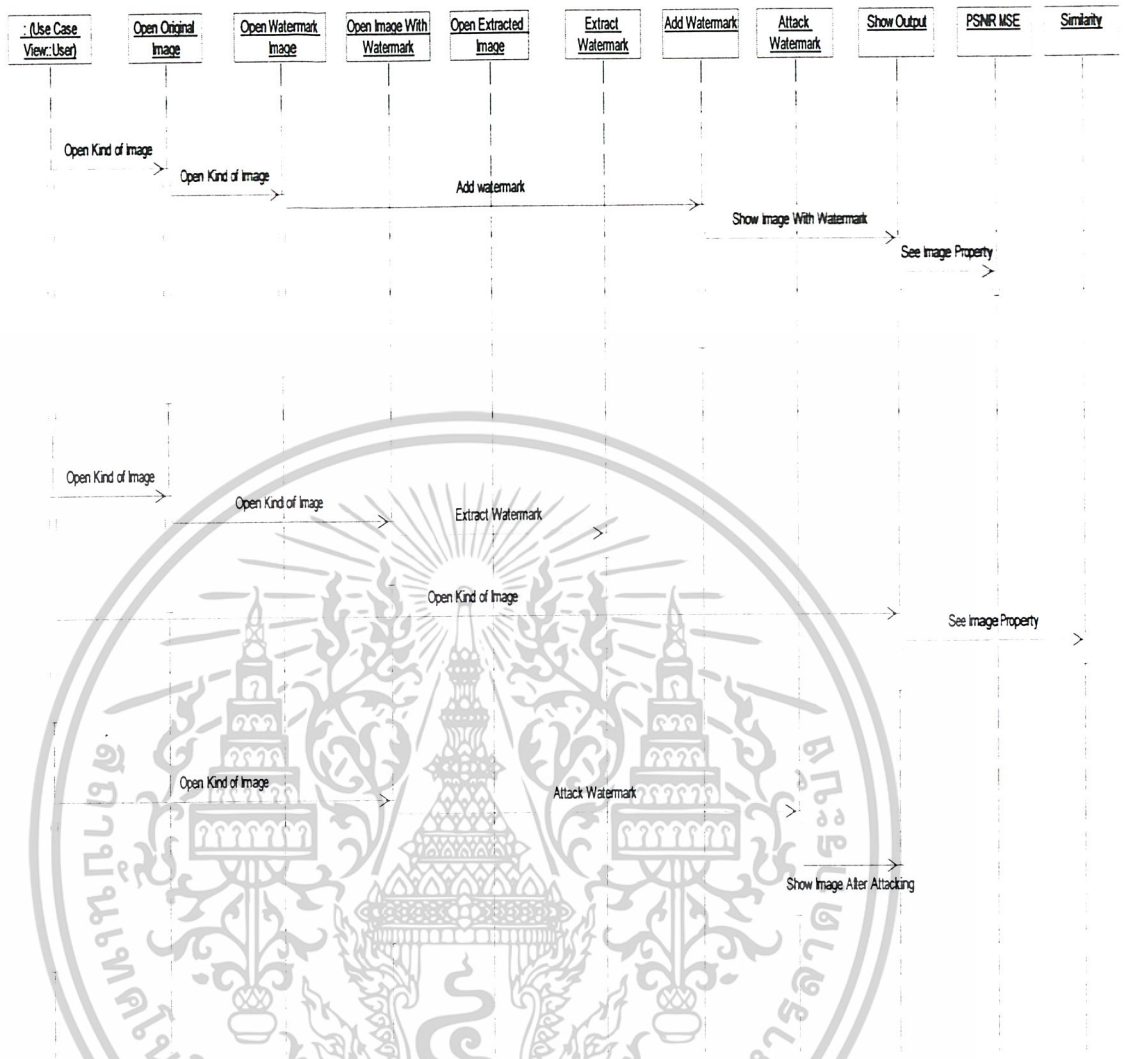 : (Use Case
View::User)
Open Original
Image
Open Watermark
Image
Open Image With
Watermark
Open Extracted
Image
Extract
Watermark
Add Watermark
Attack
Watermark
Show Output
PSNR MSE
Similarity
Open Kind of Image
Open Kind of Image
Add watermark
Show Image With Watermark
See Image Property
Open Kind of Image
Open Kind of Image
Extract Watermark
Open Kind of Image
See Image Property
Open Kind of Image
Attack Watermark
Show Image After Attacking